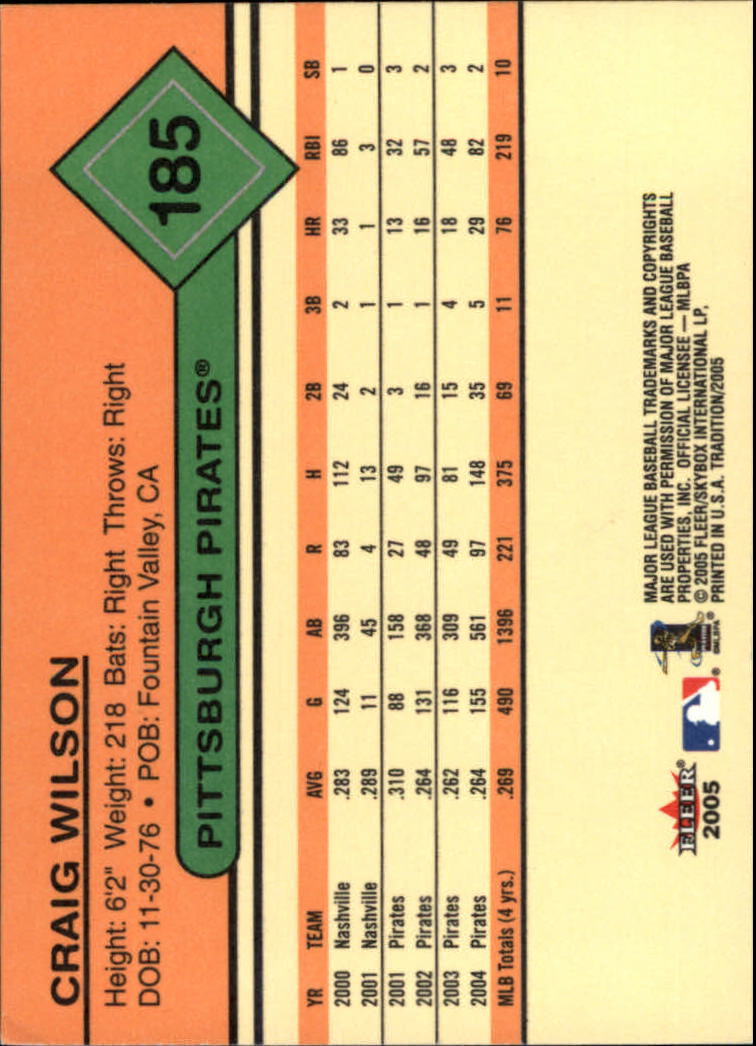 CRAIG WILSON
Height: 6'2" Weight: 218 Bats: Right Throws: Right
DOB: 11-30-76 • POB: Fountain Valley, CA
185
PITTSBURGH PIRATES®
YR TEAM AVG G AB R H 2B 3B HR RBI SB
2000 Nashville .283 124 396 83 112 24 2 33 86 1
2001 Nashville .289 11 45 4 13 2 1 1 3 0
2001 Pirates .310 88 158 27 49 3 1 13 32 3
2002 Pirates .264 131 368 48 97 16 1 16 57 2
2003 Pirates .262 116 309 49 81 15 4 18 48 3
2004 Pirates .264 155 561 97 148 35 5 29 82 2
MLB Totals (4 yrs.) .269 490 1396 221 375 69 11 76 219 10
FLEER®
2005
®
®
©MLBPA
MAJOR LEAGUE BASEBALL TRADEMARKS AND COPYRIGHTS
ARE USED WITH PERMISSION OF MAJOR LEAGUE BASEBALL
PROPERTIES, INC. OFFICIAL LICENSEE — MLBPA
© 2005 FLEER/SKYBOX INTERNATIONAL LP,
PRINTED IN U.S.A. TRADITION/2005